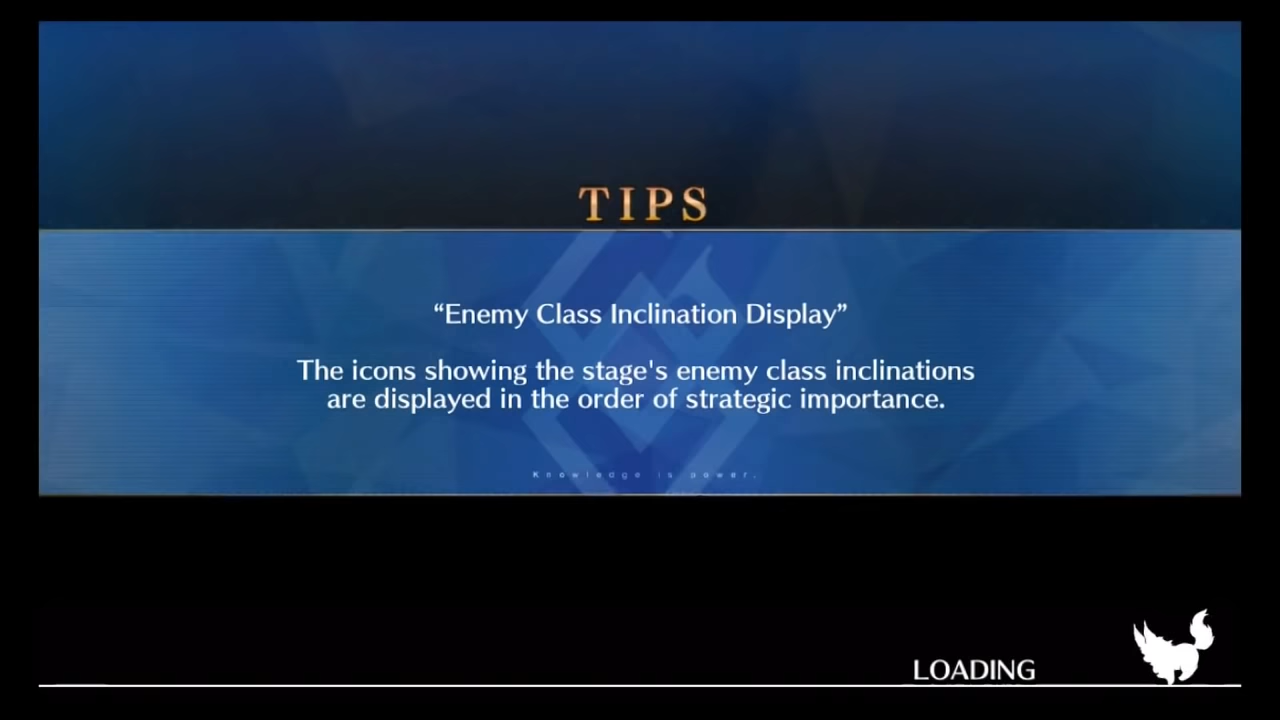 TIPS
“Enemy Class Inclination Display”
The icons showing the stage's enemy class inclinations
are displayed in the order of strategic importance.
Knowledge is power.
LOADING